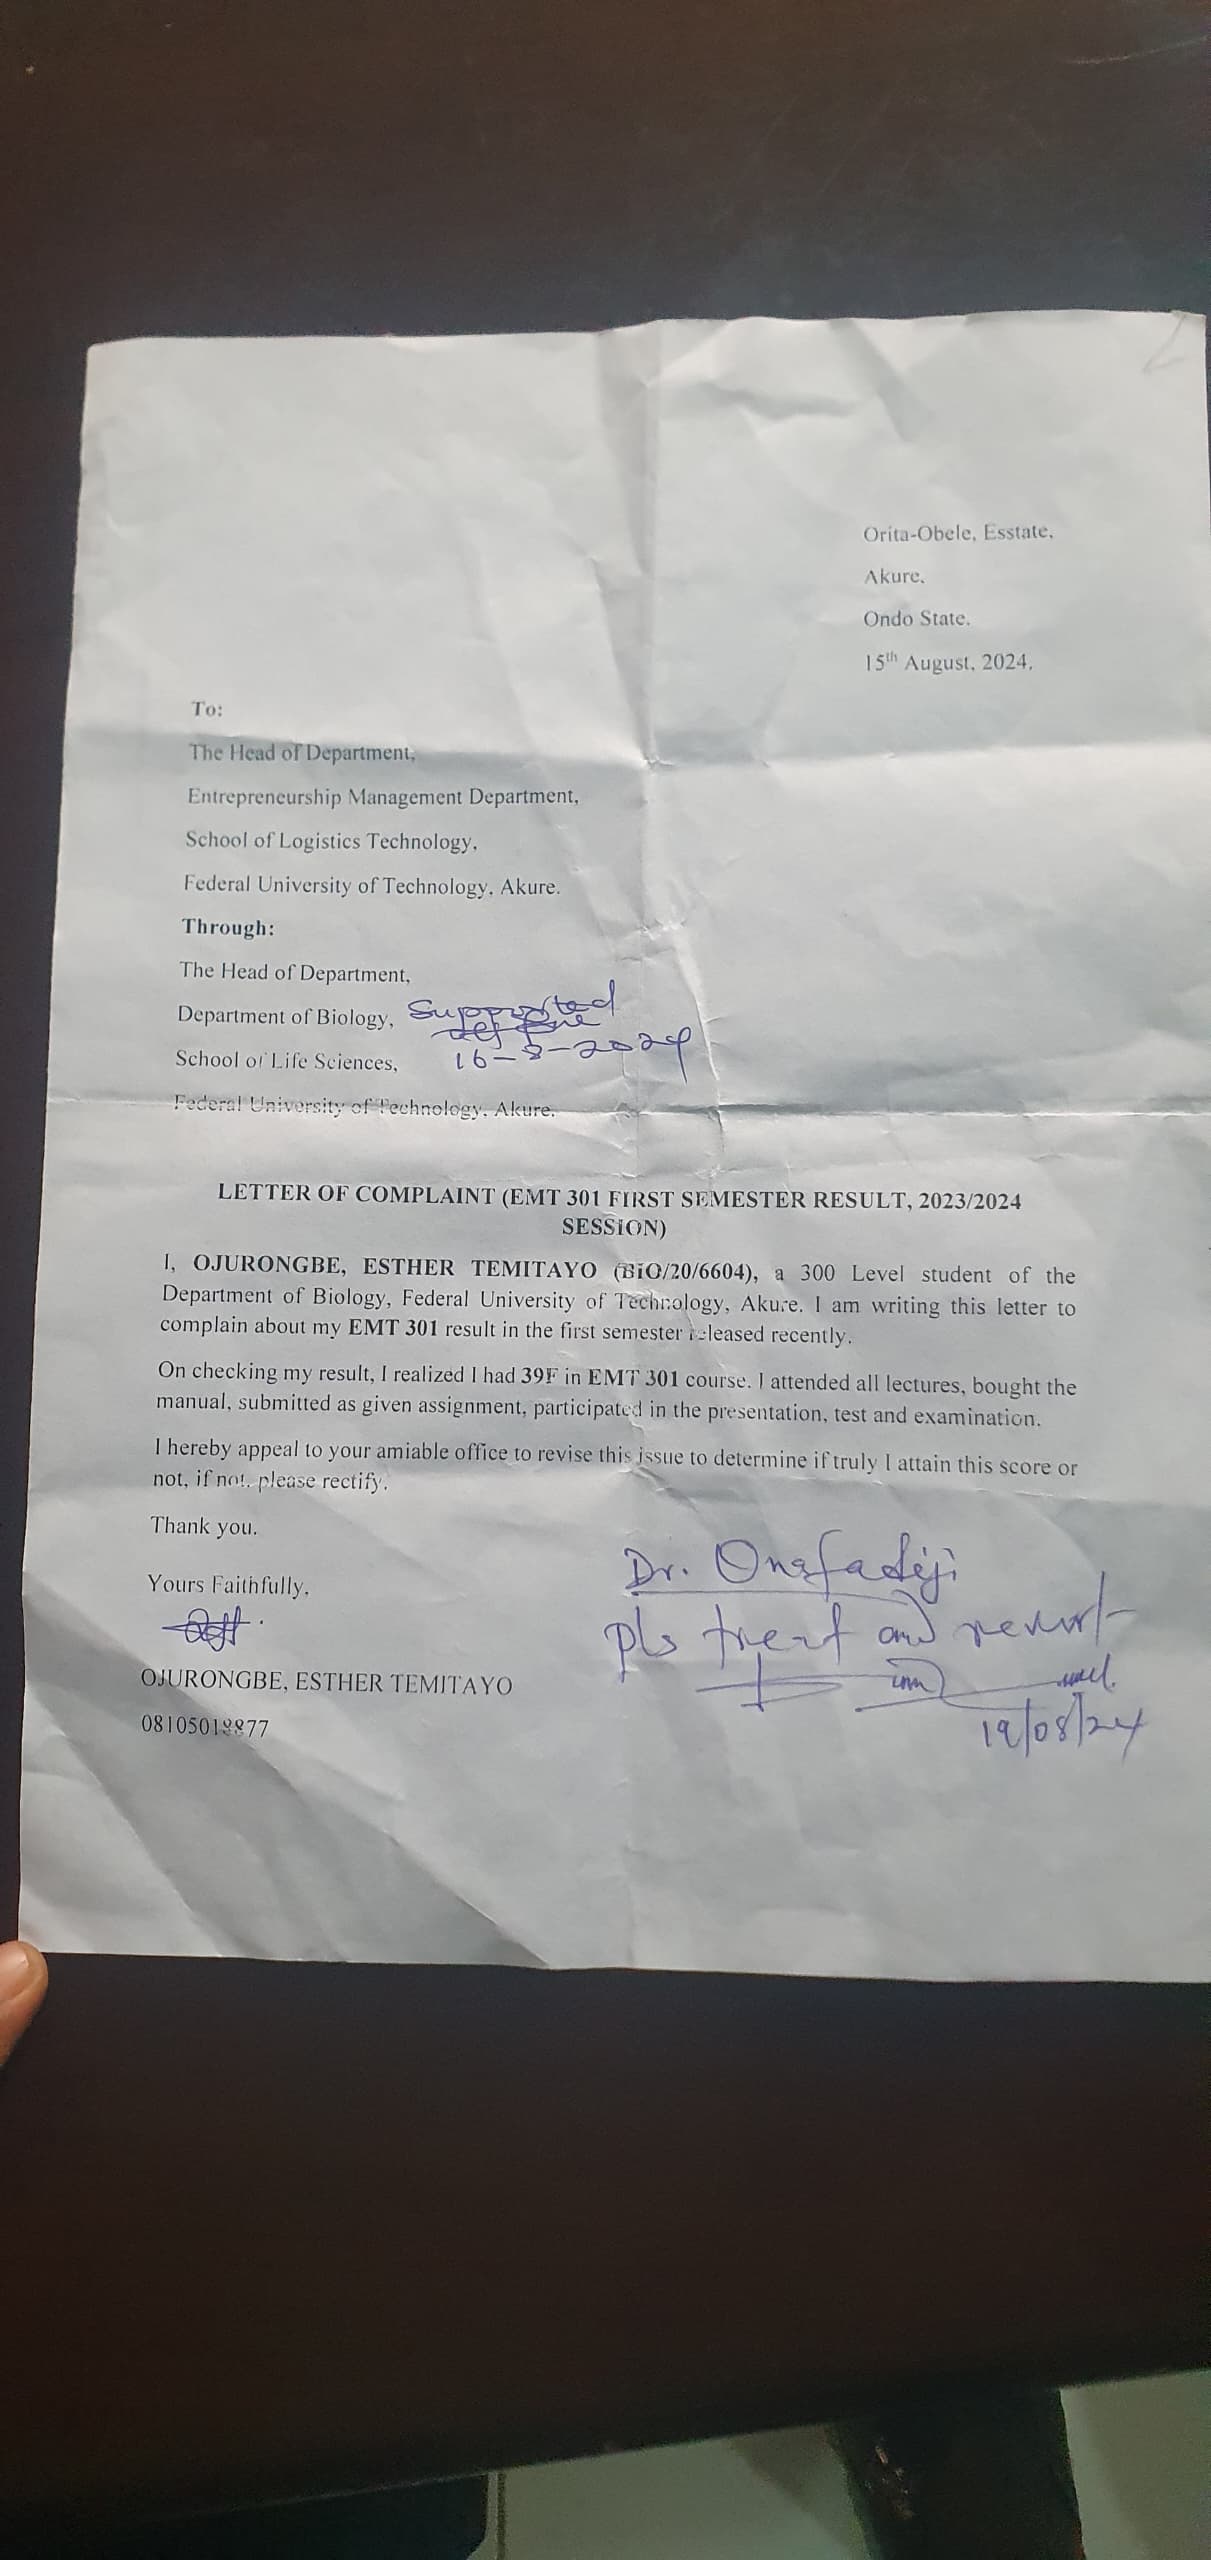 Orita-Obele, Esstate,
Akure,
Ondo State.
15th August, 2024.
To:
The Head of Department,
Entrepreneurship Management Department,
School of Logistics Technology,
Federal University of Technology, Akure.
Through:
The Head of Department,
Department of Biology, Supported
School of Life Sciences, 16-8-2024
Federal University of Technology, Akure.
LETTER OF COMPLAINT (EMT 301 FIRST SEMESTER RESULT, 2023/2024
SESSION)
I, OJURONGBE, ESTHER TEMITAYO (BIO/20/6604), a 300 Level student of the
Department of Biology, Federal University of Technology, Akure. I am writing this letter to
complain about my EMT 301 result in the first semester released recently.
On checking my result, I realized I had 39F in EMT 301 course. I attended all lectures, bought the
manual, submitted as given assignment, participated in the presentation, test and examination.
I hereby appeal to your amiable office to revise this issue to determine if truly I attain this score or
not, if not, please rectify.
Thank you.
Yours Faithfully,
OJURONGBE, ESTHER TEMITAYO
Dr. Onafadeji
pls treat and revert
19/08/24